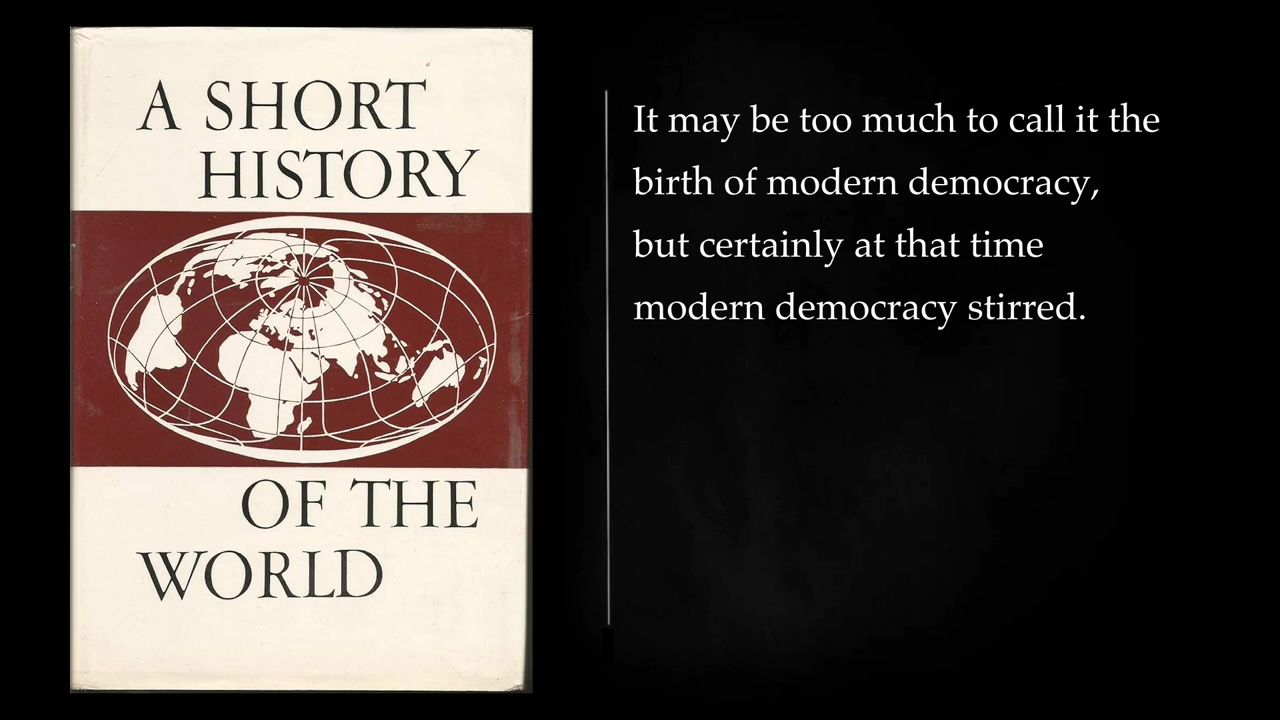 A SHORT
HISTORY
OF THE
WORLD
It may be too much to call it the
birth of modern democracy,
but certainly at that time
modern democracy stirred.